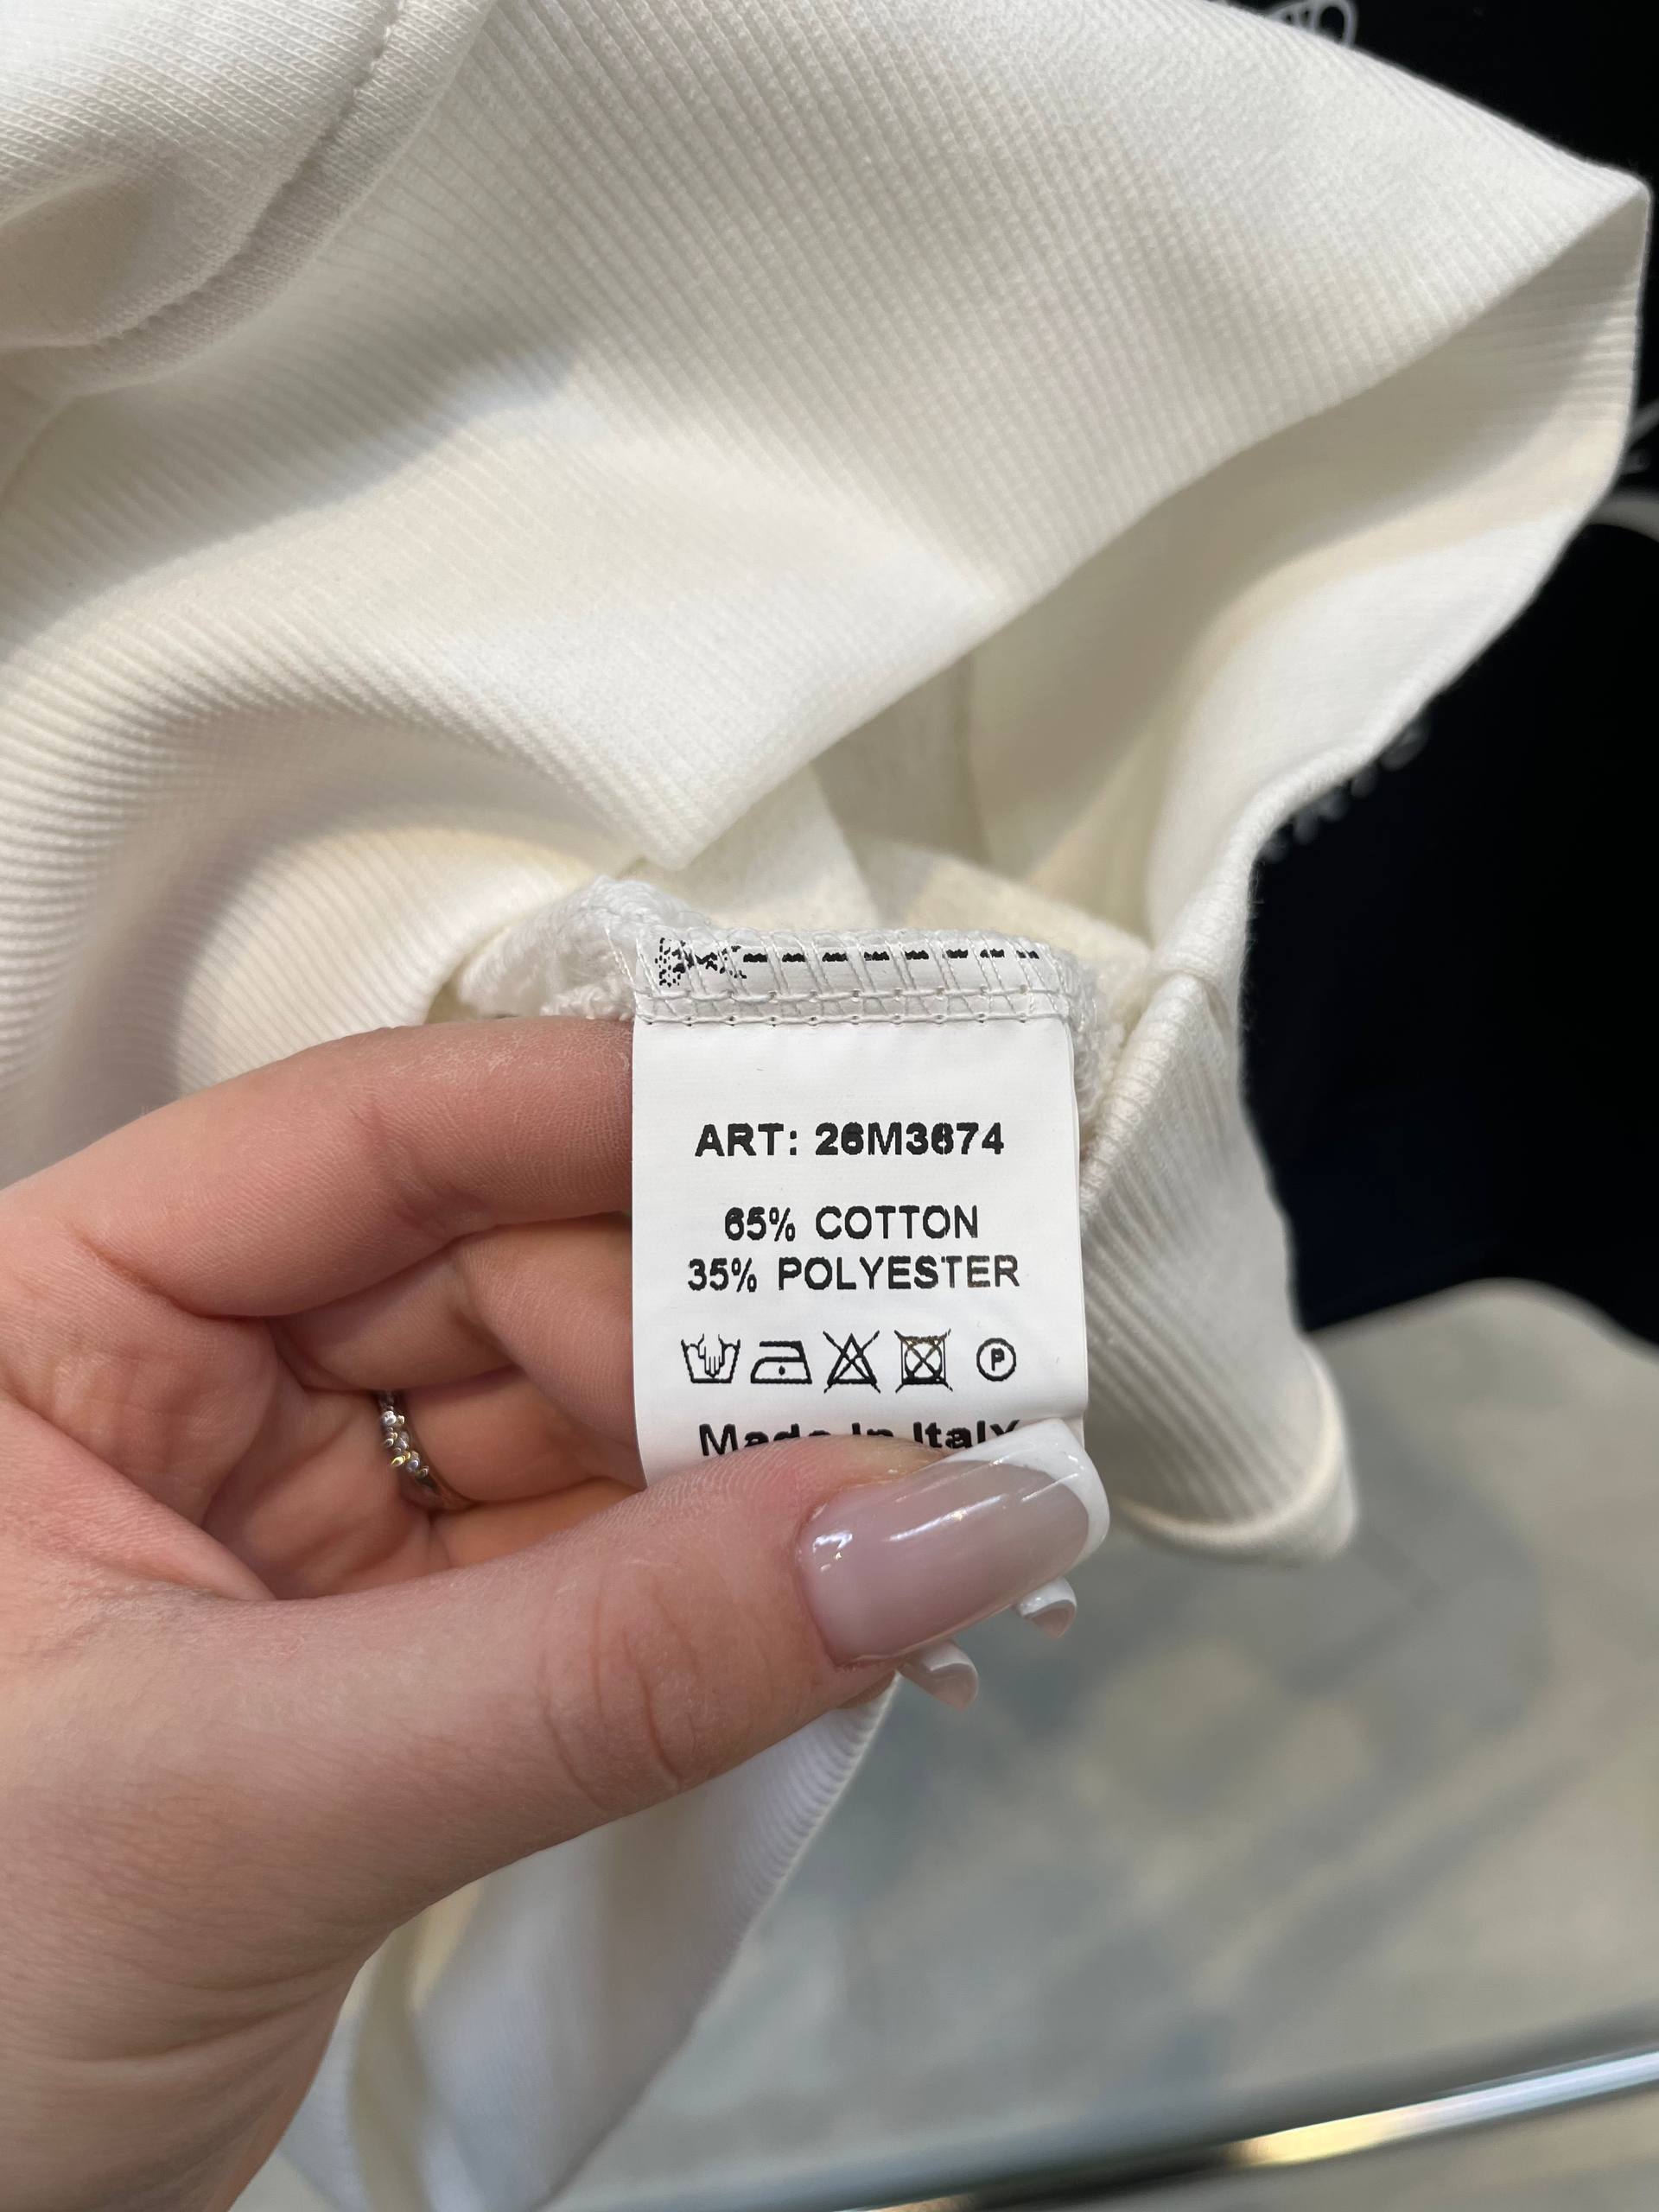 ART: 26M3674
65% COTTON
35% POLYESTER
P
Made in Italy